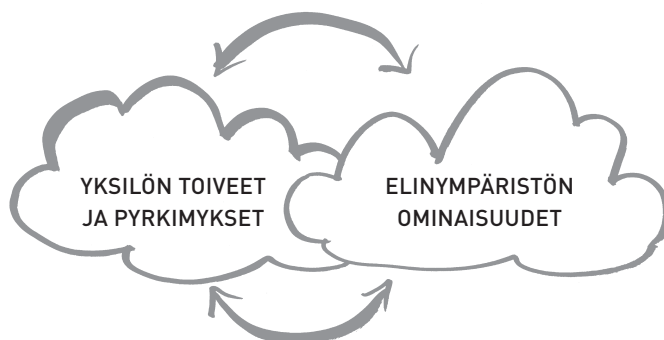 YKSILÖN TOIVEET
JA PYRKIMYKSET
ELINYMPÄRISTÖN
OMINAISUUDET